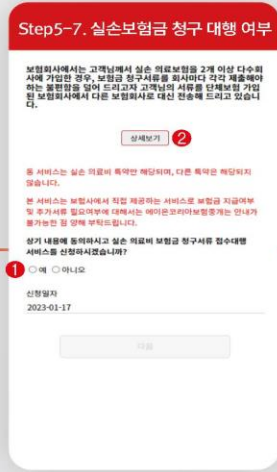 Step5-7. 실손보험금 청구 대행 여부
보험회사에서는 고객님께서 실손 의료보험을 2개 이상 다수회
사에 가입한 경우, 보험금 청구서류를 회사마다 각각 제출해야
하는 불편함을 덜어 드리고자 고객님의 서류를 단체보험 가입
된 보험회사에서 다른 보험회사로 대신 전송해 드리고 있습니
다.
상세보기 2
동 서비스는 실손 의료비 특약만 해당되며, 다른 특약은 해당되지
않습니다.
본 서비스는 보험사에서 직접 제공하는 서비스로 보험금 지급여부
및 추가서류 필요여부에 대해서는 에이온코리아보험중개는 안내가
불가능한 점 양해 부탁드립니다.
상기 내용에 동의하시고 실손 의료비 보험금 청구서류 접수대행
서비스를 신청하시겠습니까?
1 예 아니오
신청일자
2023-01-17
다음